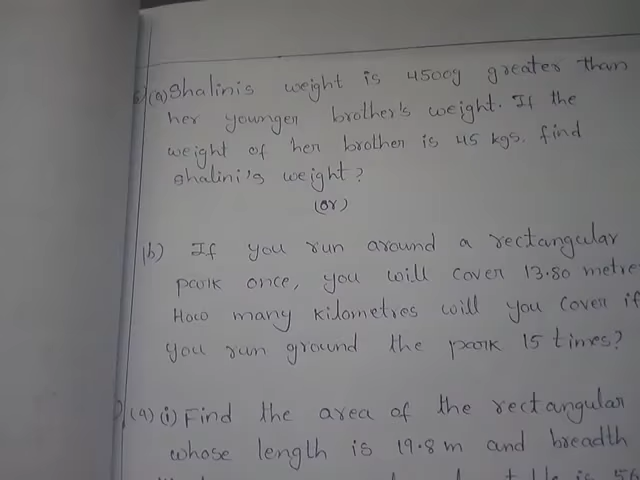 (a) Shalinis weight is 4500g greater than
her younger brother's weight. If the
weight of her brother is 45 kgs. find
shalini's weight?
(or)
(b) If you run around a rectangular
park once, you will cover 13.80 metre
How many kilometres will you cover if
you run ground the park 15 times?
(a) (i) Find the area of the rectangular
whose length is 19.8 m and breadth
is 56